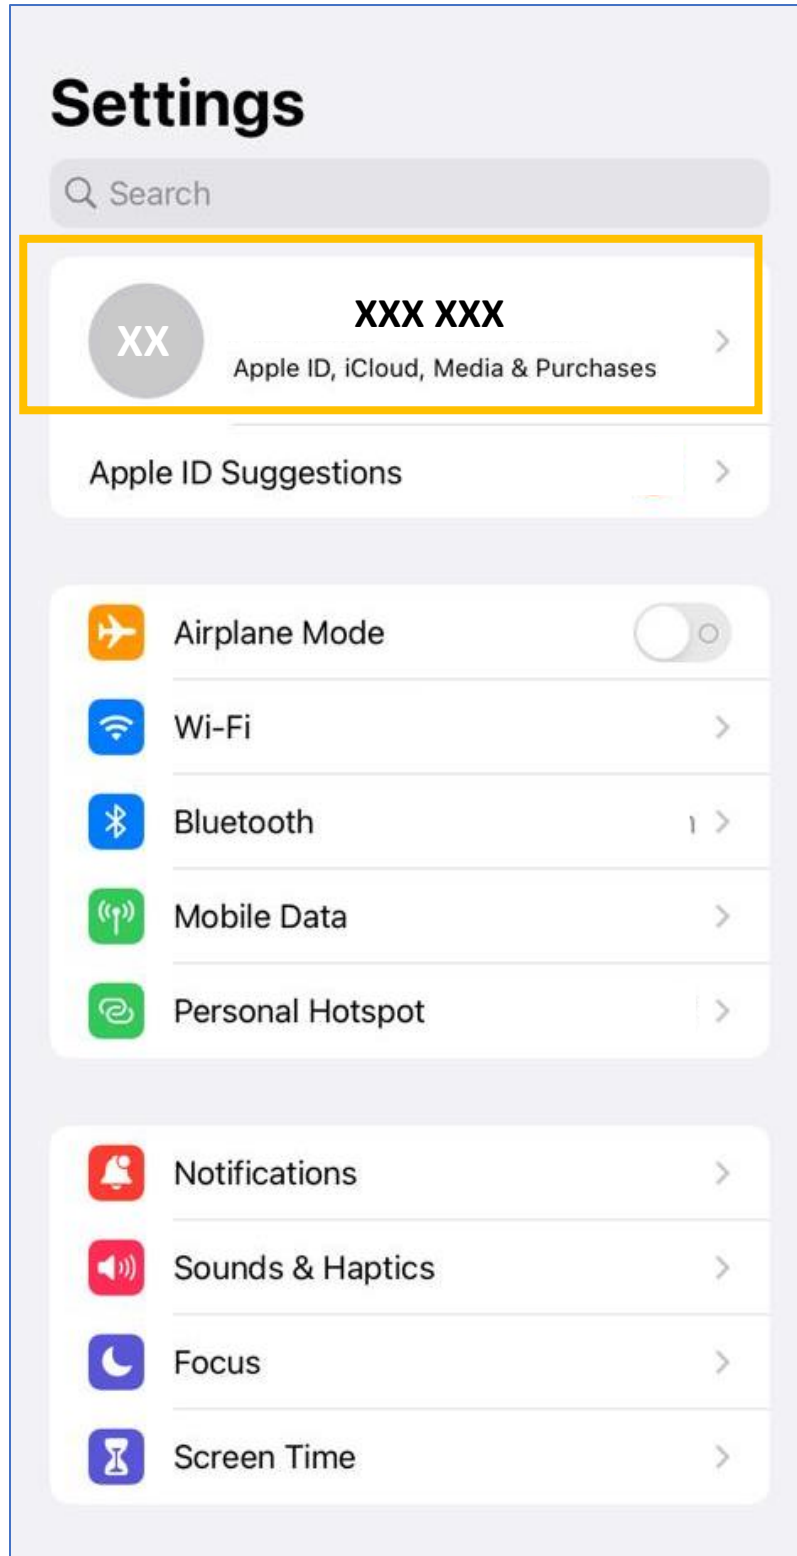 Settings
Search
XX
XXX XXX
Apple ID, iCloud, Media & Purchases
Apple ID Suggestions
Airplane Mode
Wi-Fi
Bluetooth
Mobile Data
Personal Hotspot
Notifications
Sounds & Haptics
Focus
Screen Time